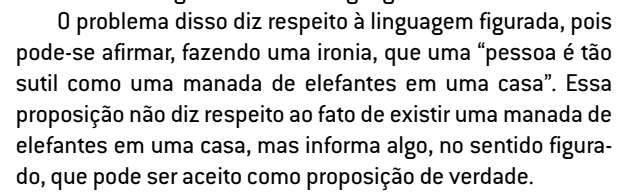 O problema disso diz respeito à linguagem figurada, pois
pode-se afirmar, fazendo uma ironia, que uma “pessoa é tão
sutil como uma manada de elefantes em uma casa”. Essa
proposição não diz respeito ao fato de existir uma manada de
elefantes em uma casa, mas informa algo, no sentido figura-
do, que pode ser aceito como proposição de verdade.